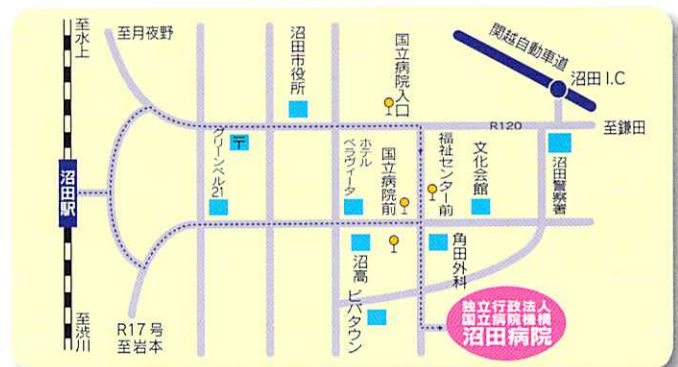 至水上
至月夜野
沼田市役所
国立病院入口
関越自動車道
沼田I.C
R120
至鎌田
〒
グリーンベル21
ホテルベラヴィータ
国立病院前
福祉センター前
文化会館
沼田警察署
沼田駅
沼高
角田外科
ビバタウン
至渋川
R17号
至岩本
独立行政法人
国立病院機構
沼田病院